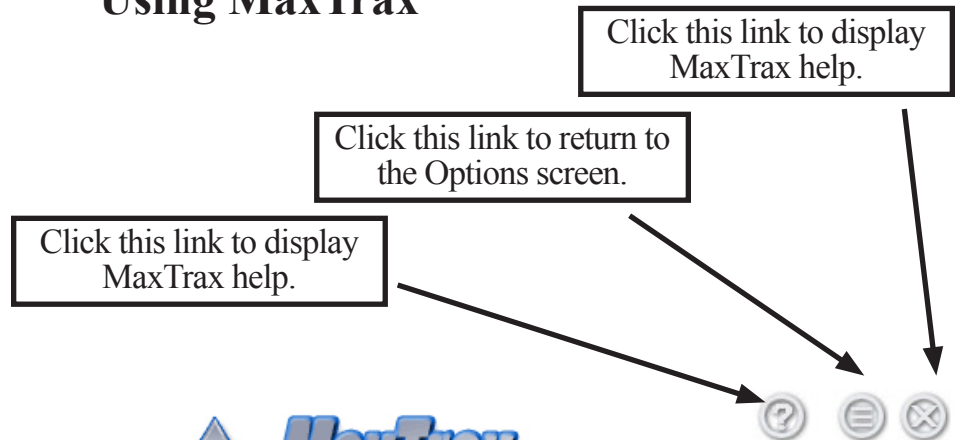 Using MaxTrax
Click this link to display
MaxTrax help.
Click this link to return to
the Options screen.
Click this link to display
MaxTrax help.
?
MaxTrax